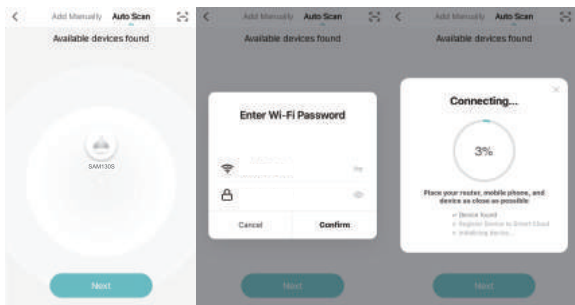 Add Manually Auto Scan
Available devices found
SAM130S
Next
Add Manually Auto Scan
Available devices found
Enter Wi-Fi Password
Cancel Confirm
Next
Add Manually Auto Scan
Available devices found
Connecting...
3%
Place your router, mobile phone, and
device as close as possible
Device found
Register Device to Smart Cloud
Initializing device...
Next